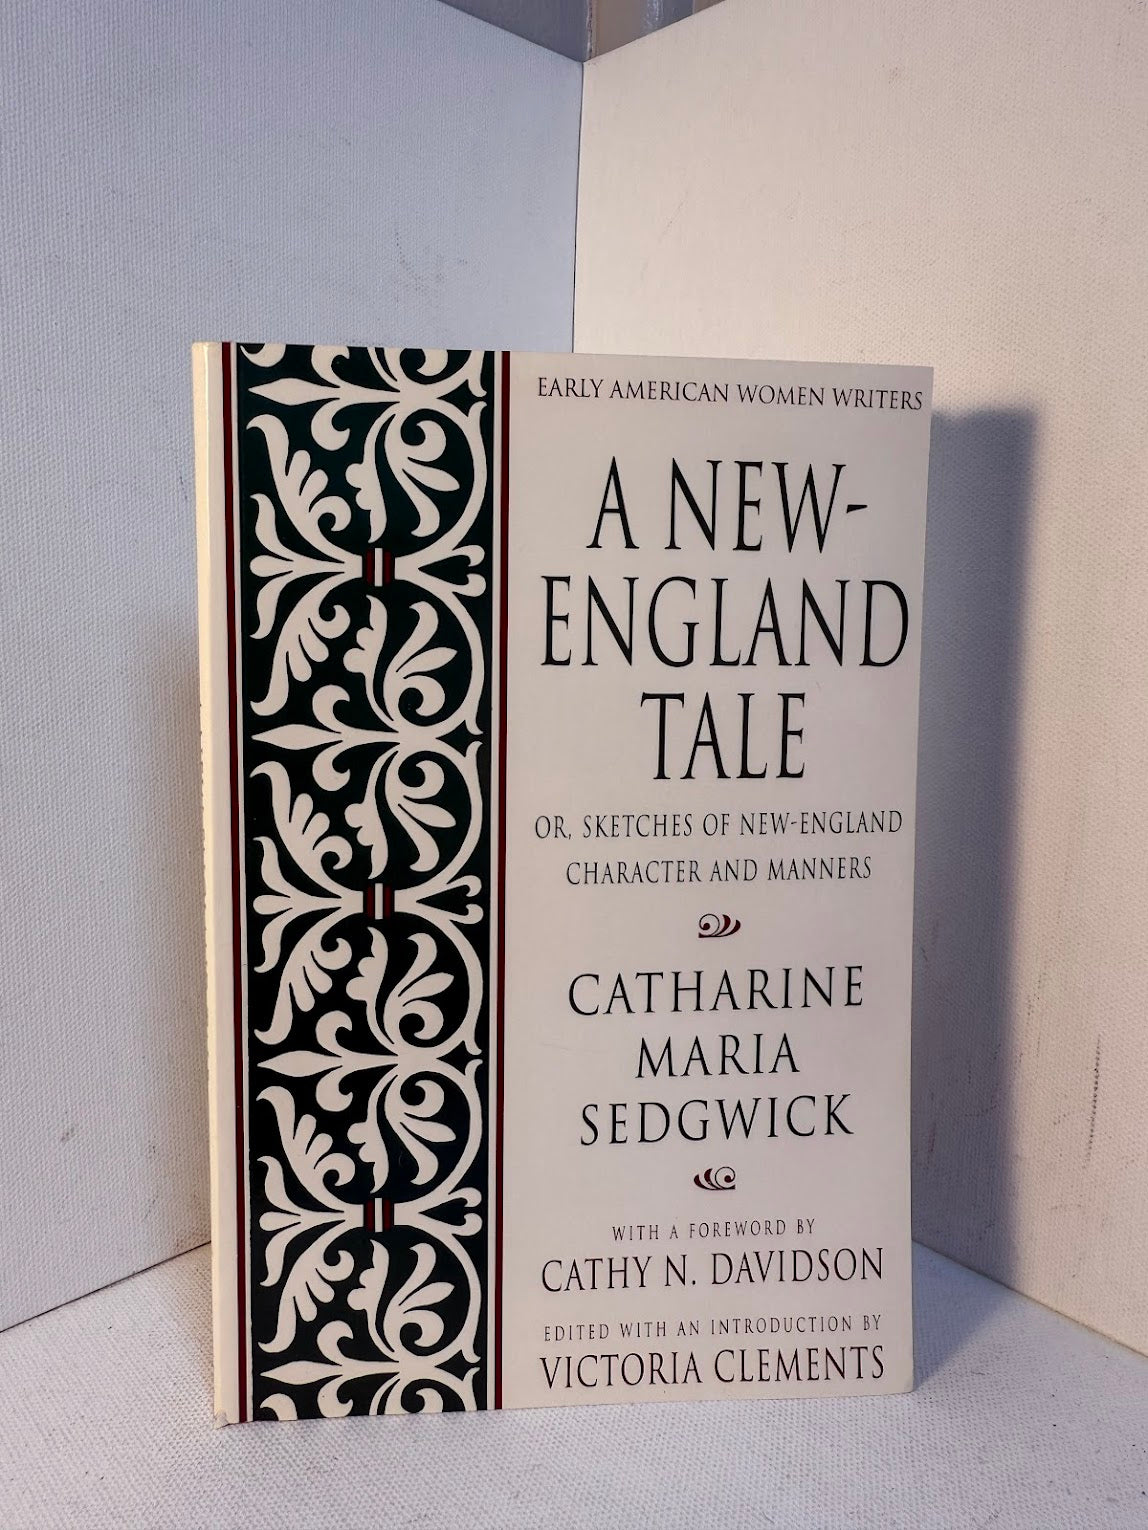 EARLY AMERICAN WOMEN WRITERS
A NEW-
ENGLAND
TALE
OR, SKETCHES OF NEW-ENGLAND
CHARACTER AND MANNERS
CATHARINE
MARIA
SEDGWICK
WITH A FOREWORD BY
CATHY N. DAVIDSON
EDITED WITH AN INTRODUCTION BY
VICTORIA CLEMENTS